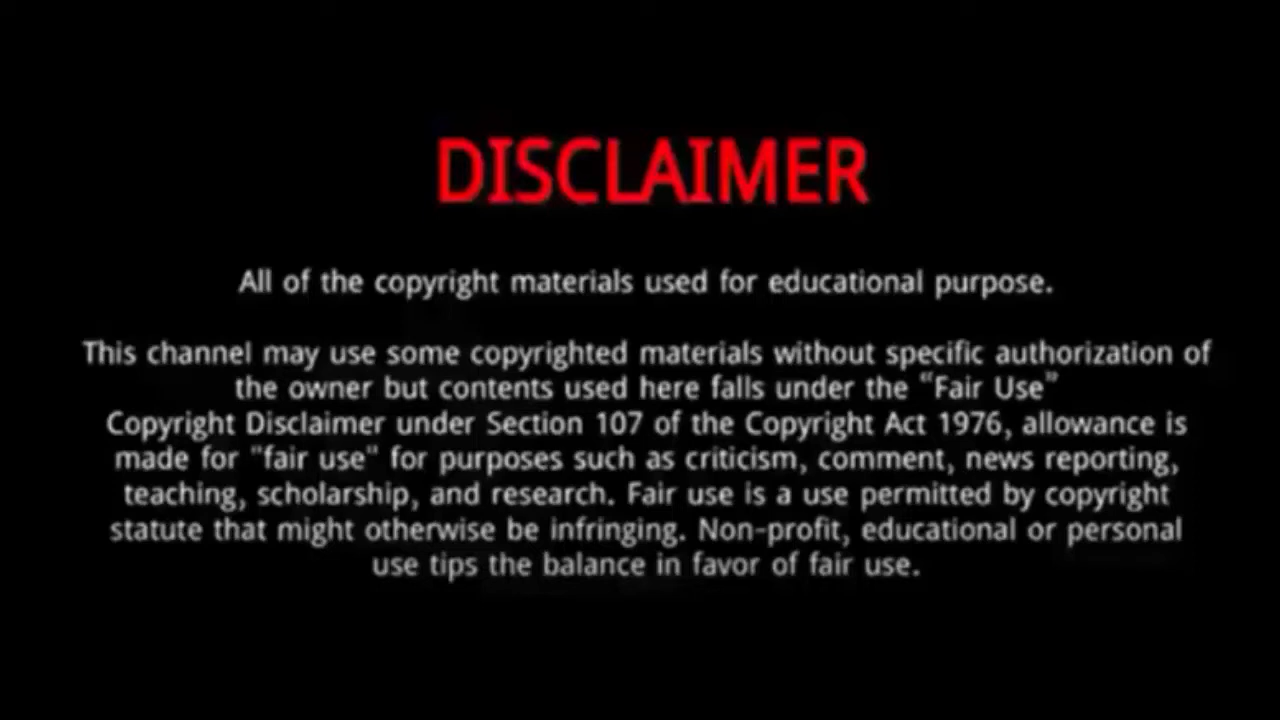 DISCLAIMER
All of the copyright materials used for educational purpose.
This channel may use some copyrighted materials without specific authorization of
the owner but contents used here falls under the “Fair Use”
Copyright Disclaimer under Section 107 of the Copyright Act 1976, allowance is
made for "fair use" for purposes such as criticism, comment, news reporting,
teaching, scholarship, and research. Fair use is a use permitted by copyright
statute that might otherwise be infringing. Non-profit, educational or personal
use tips the balance in favor of fair use.